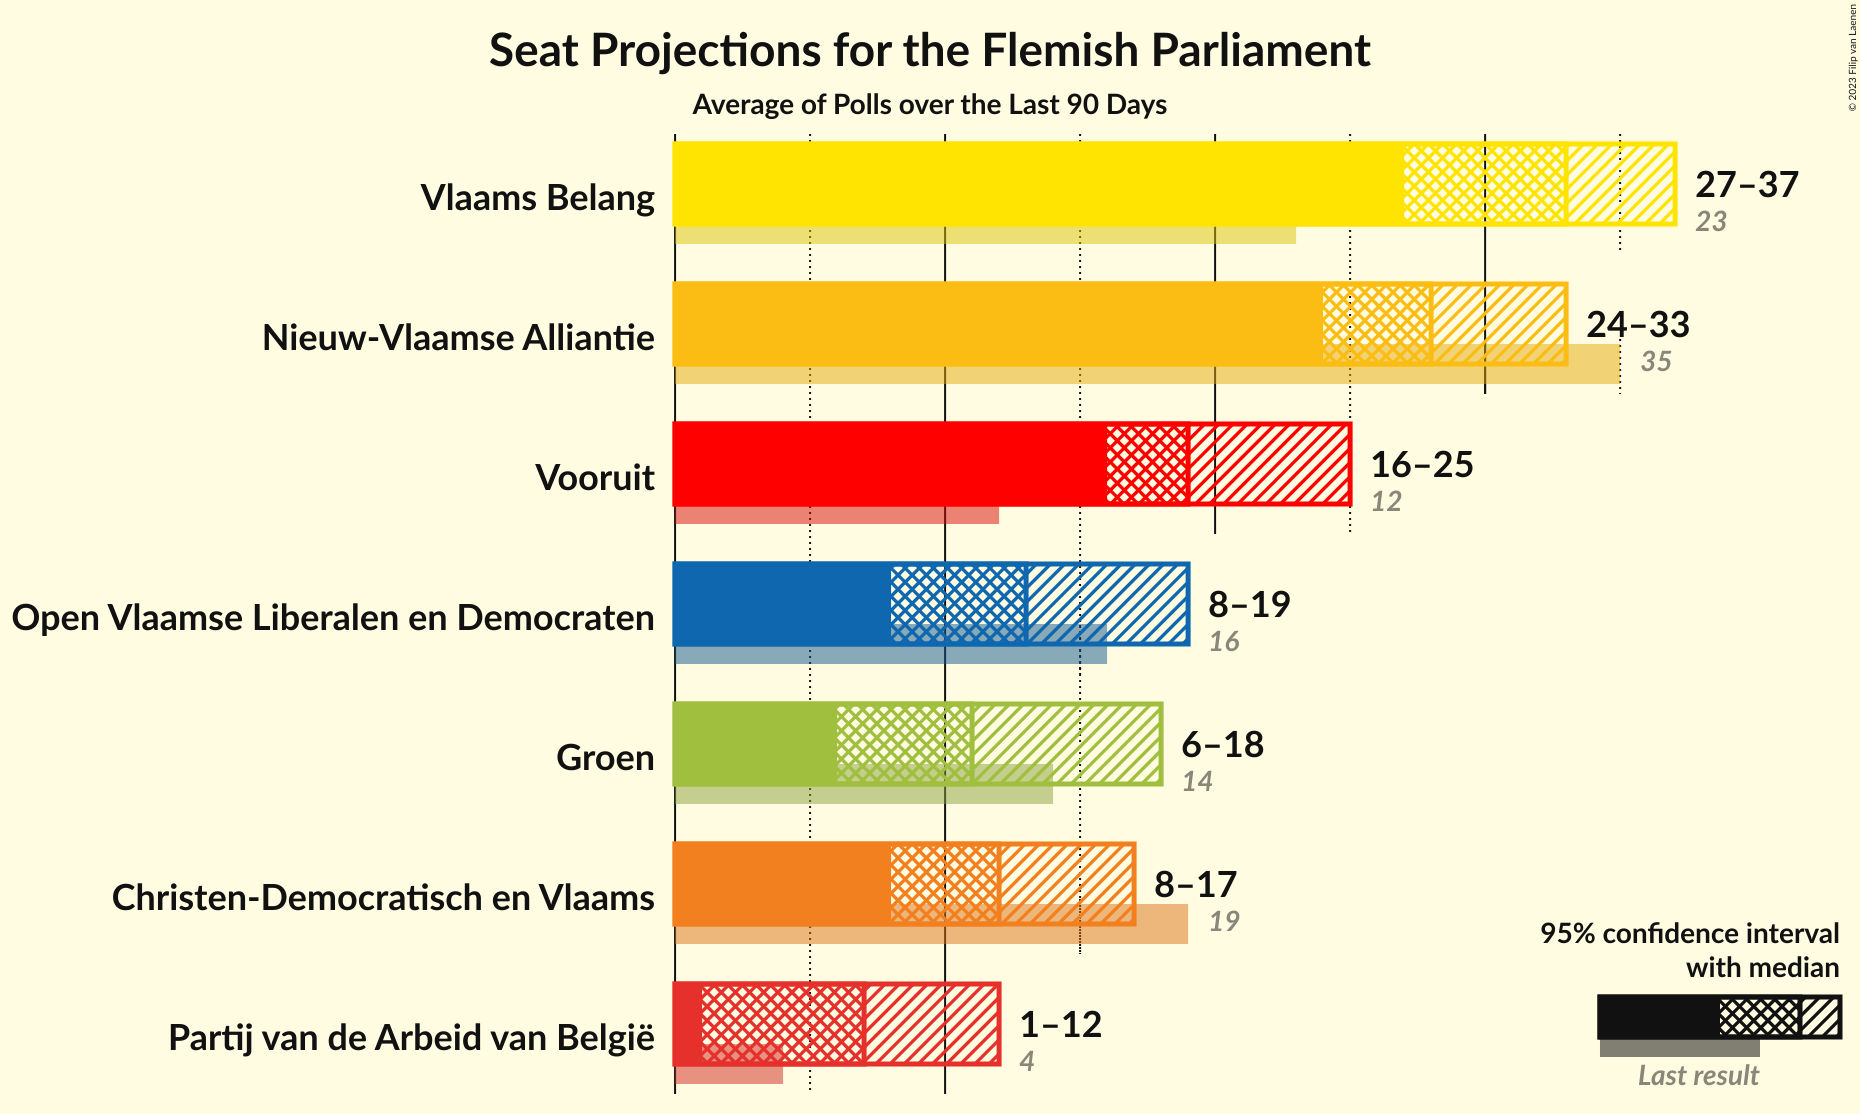 Seat Projections for the Flemish Parliament
Average of Polls over the Last 90 Days
© 2023 Filip van Laenen
Vlaams Belang
27–37
23
Nieuw-Vlaamse Alliantie
24–33
35
Vooruit
16–25
12
Open Vlaamse Liberalen en Democraten
8–19
16
Groen
6–18
14
Christen-Democratisch en Vlaams
8–17
19
Partij van de Arbeid van België
1–12
4
95% confidence interval
with median
Last result